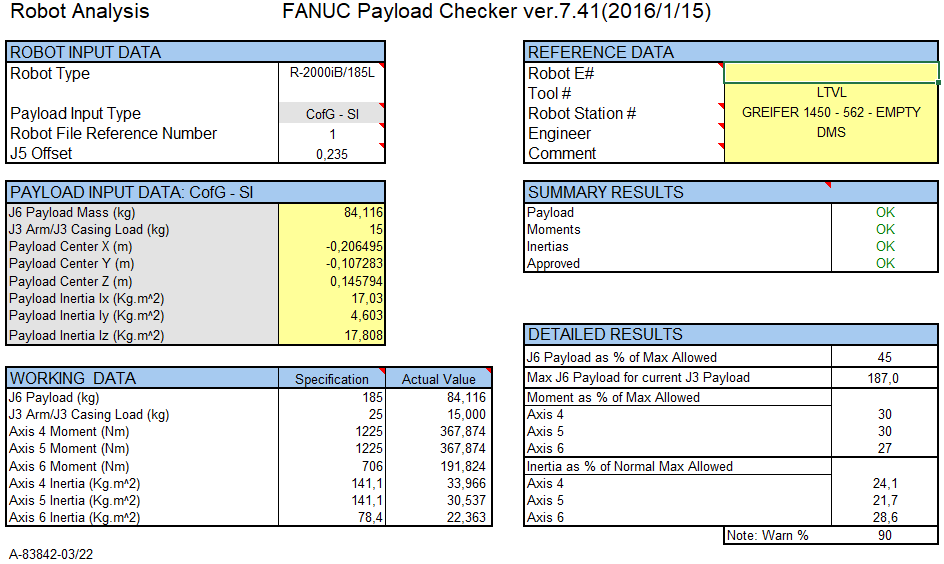 Robot Analysis FANUC Payload Checker ver.7.41(2016/1/15)
ROBOT INPUT DATA
Robot Type R-2000iB/185L
Payload Input Type CofG - SI
Robot File Reference Number 1
J5 Offset 0,235
REFERENCE DATA
Robot E#
Tool # LTVL
Robot Station # GREIFER 1450 - 562 - EMPTY
Engineer DMS
Comment
PAYLOAD INPUT DATA: CofG - SI
J6 Payload Mass (kg) 84,116
J3 Arm/J3 Casing Load (kg) 15
Payload Center X (m) -0,206495
Payload Center Y (m) -0,107283
Payload Center Z (m) 0,145794
Payload Inertia Ix (Kg.m^2) 17,03
Payload Inertia Iy (Kg.m^2) 4,603
Payload Inertia Iz (Kg.m^2) 17,808
SUMMARY RESULTS
Payload OK
Moments OK
Inertias OK
Approved OK
WORKING DATA Specification Actual Value
J6 Payload (kg) 185 84,116
J3 Arm/J3 Casing Load (kg) 25 15,000
Axis 4 Moment (Nm) 1225 367,874
Axis 5 Moment (Nm) 1225 367,874
Axis 6 Moment (Nm) 706 191,824
Axis 4 Inertia (Kg.m^2) 141,1 33,966
Axis 5 Inertia (Kg.m^2) 141,1 30,537
Axis 6 Inertia (Kg.m^2) 78,4 22,363
DETAILED RESULTS
J6 Payload as % of Max Allowed 45
Max J6 Payload for current J3 Payload 187,0
Moment as % of Max Allowed
Axis 4 30
Axis 5 30
Axis 6 27
Inertia as % of Normal Max Allowed
Axis 4 24,1
Axis 5 21,7
Axis 6 28,6
Note: Warn % 90
A-83842-03/22